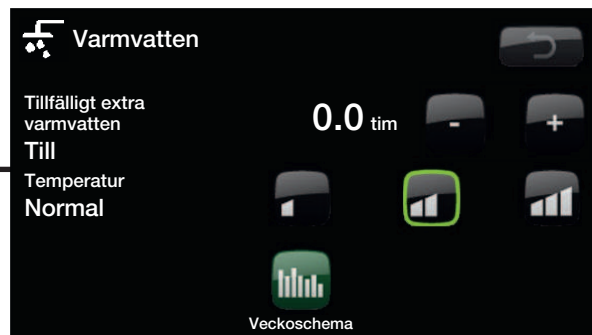 Varmvatten
Tillfälligt extra
varmvatten
0.0 tim
-
+
Till
Temperatur
Normal
Veckoschema